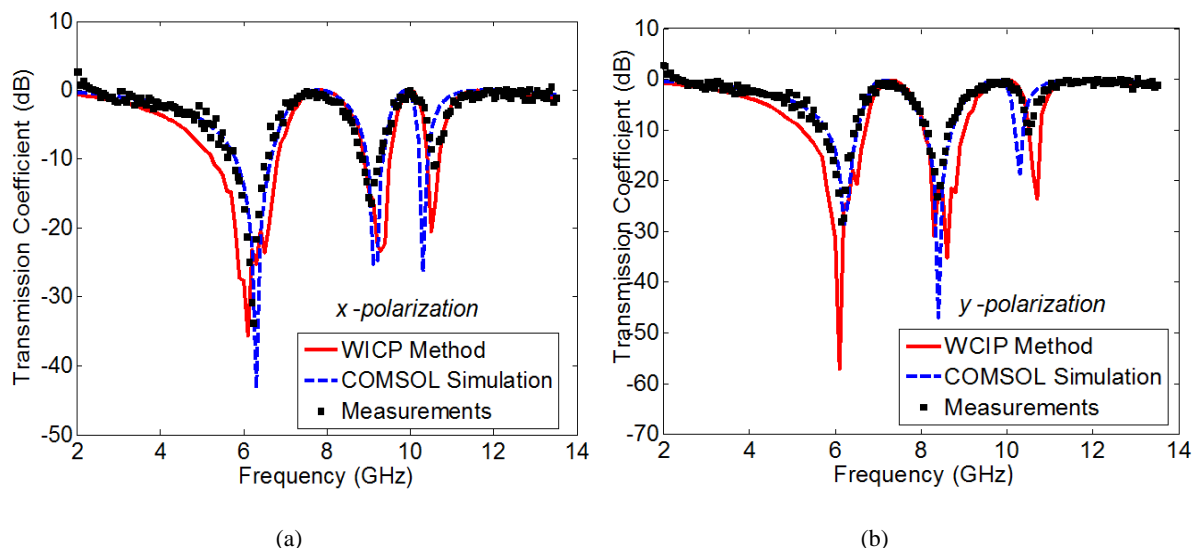 10
0
-10
-20
-30
-40
-50
2
4
6
8
10
12
14
Transmission Coefficient (dB)
Frequency (GHz)
x -polarization
WICP Method
COMSOL Simulation
Measurements
(a)
10
0
-10
-20
-30
-40
-50
-60
-70
2
4
6
8
10
12
14
Transmission Coefficient (dB)
Frequency (GHz)
y -polarization
WCIP Method
COMSOL Simulation
Measurements
(b)